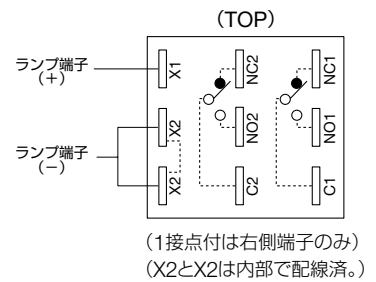 (TOP)
ランプ端子
(+)
X1
NC2
NC1
X2
NO2
NO1
ランプ端子
(−)
X2
C2
C1
(1接点付は右側端子のみ)
(X2とX2は内部で配線済。)